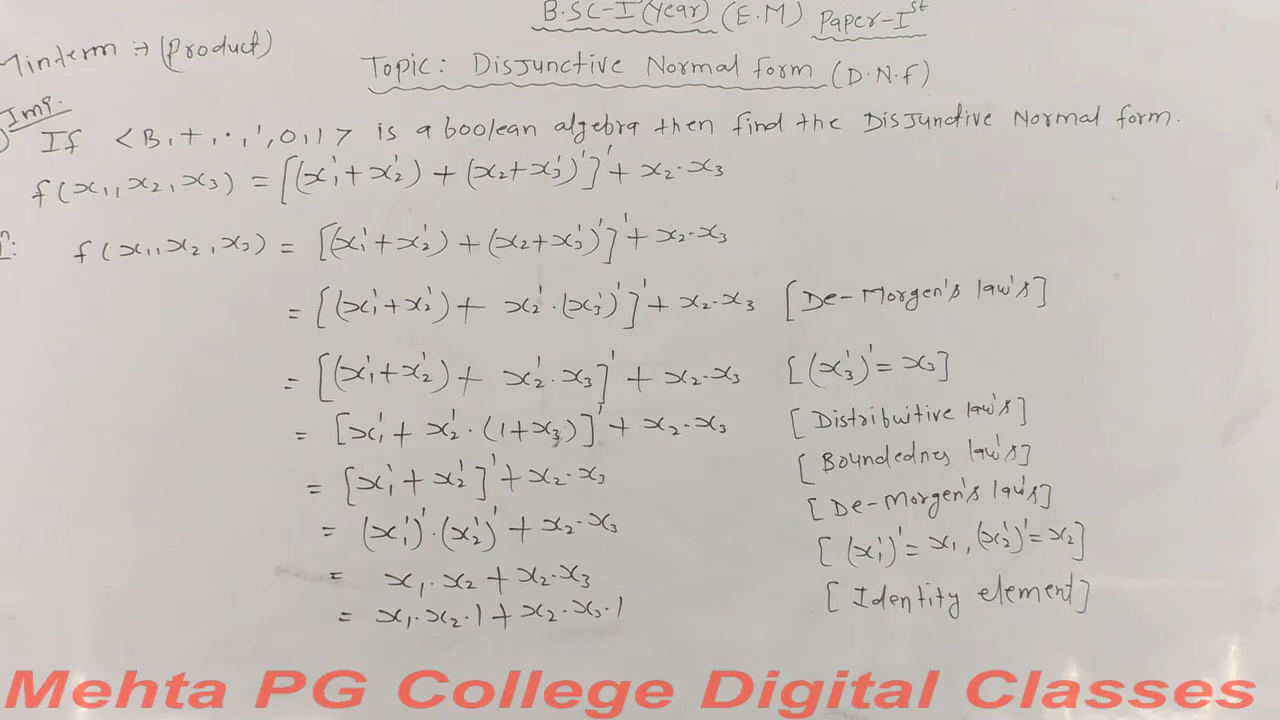 B.SC-I (Year) (E.M) Paper-Ist
Minterm :→ (Product)
Topic: Disjunctive Normal form (D.N.F)
Imp.
If <B, +, ·, ', 0, 1> is a boolean algebra then find the Disjunctive Normal form.
f(x₁, x₂, x₃) = [(x₁' + x₂') + (x₂ + x₃')']' + x₂·x₃
f(x₁, x₂, x₃) = [(x₁' + x₂') + (x₂ + x₃')']' + x₂·x₃
= [(x₁' + x₂') + x₂'·(x₃')']' + x₂·x₃ [De-Morgen's law's]
= [(x₁' + x₂') + x₂'·x₃]' + x₂·x₃ [(x₃')' = x₃]
= [x₁' + x₂'·(1+x₃)]' + x₂·x₃ [Distribuitive law's]
= [x₁' + x₂']' + x₂·x₃ [Boundednes law's]
= (x₁')'·(x₂')' + x₂·x₃ [De-Morgen's law's]
= x₁·x₂ + x₂·x₃ [(x₁')' = x₁, (x₂')' = x₂]
= x₁·x₂·1 + x₂·x₃·1 [Identity element]
Mehta PG College Digital Classes